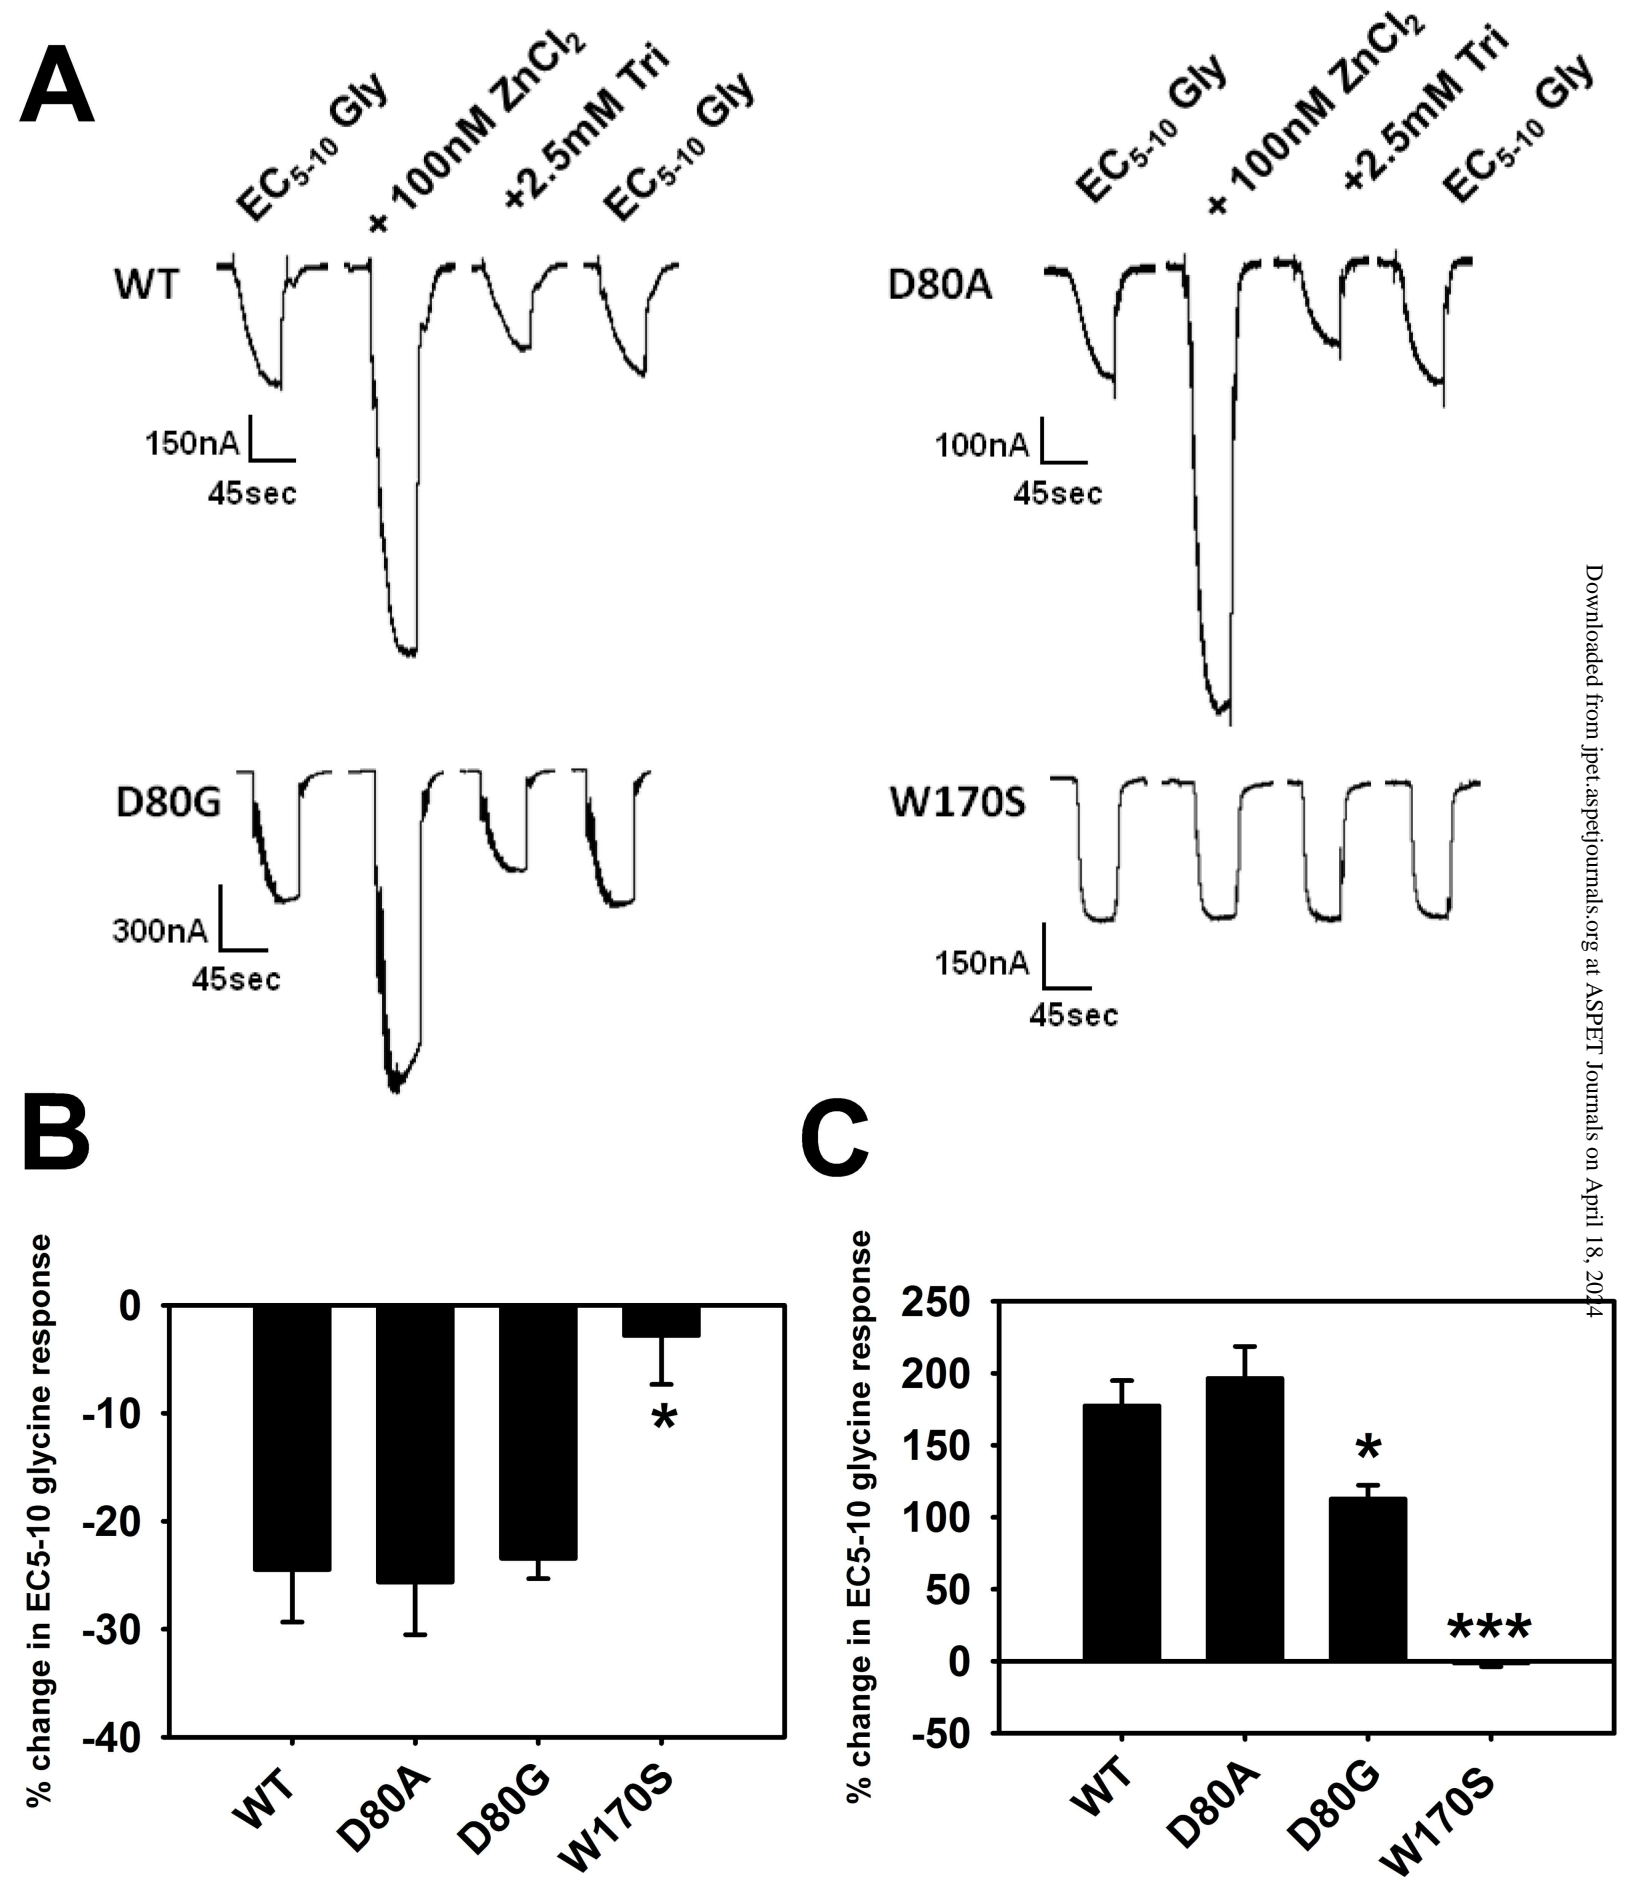 A
EC5-10 Gly
+ 100nM ZnCl2
+2.5mM Tri
EC5-10 Gly
EC5-10 Gly
+ 100nM ZnCl2
+2.5mM Tri
EC5-10 Gly
WT
150nA
45sec
D80A
100nA
45sec
D80G
300nA
45sec
W170S
150nA
45sec
Downloaded from jpet.aspetjournals.org at ASPET Journals on April 18, 2024
B
% change in EC5-10 glycine response
0
-10
-20
-30
-40
*
WT
D80A
D80G
W170S
C
% change in EC5-10 glycine response
250
200
150
100
50
0
-50
*
***
WT
D80A
D80G
W170S